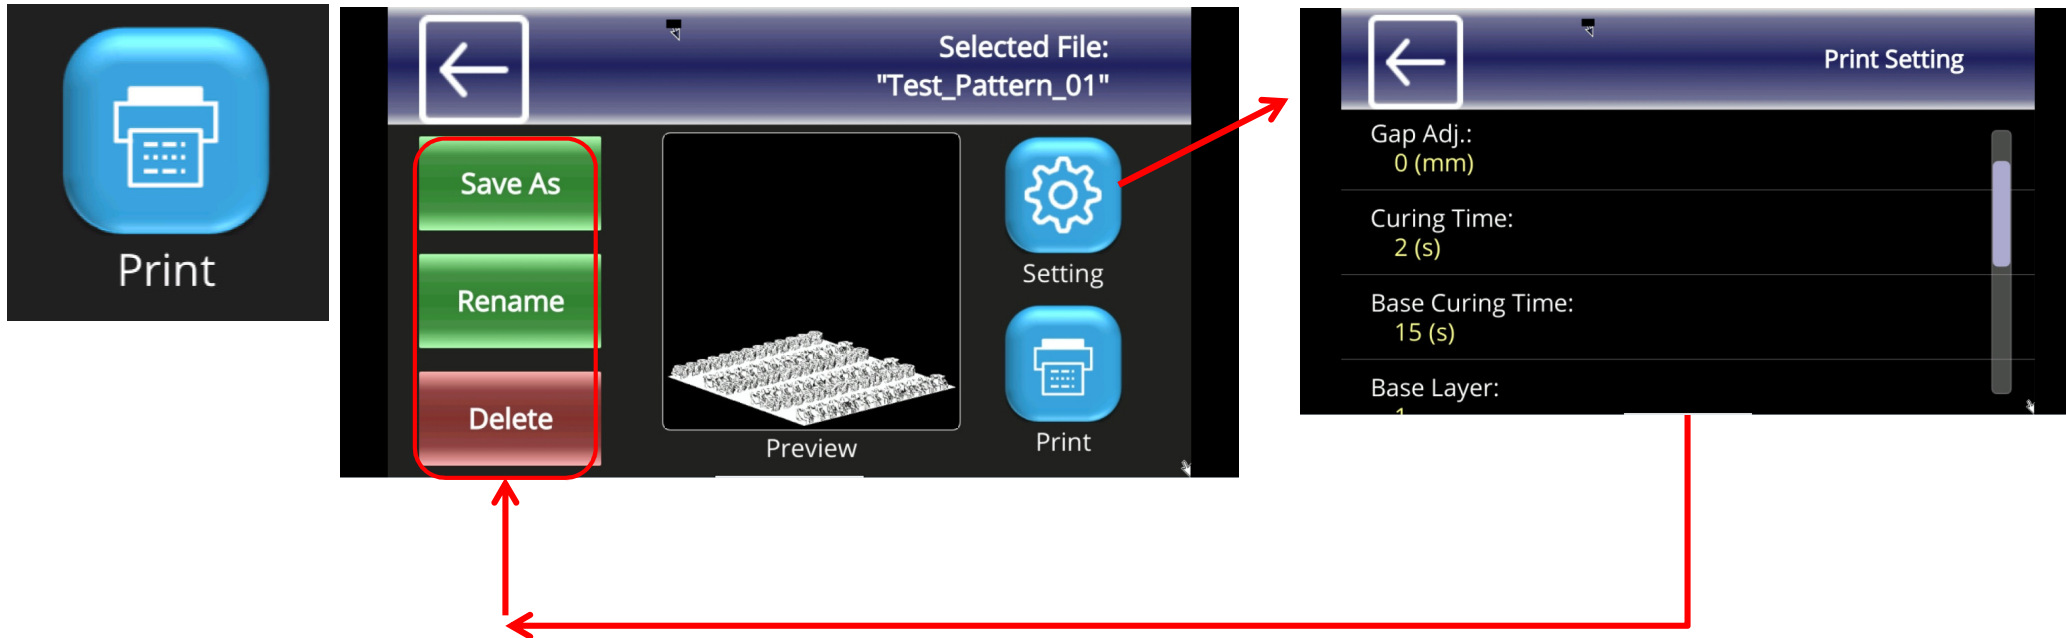 Print
Selected File:
"Test_Pattern_01"
Save As
Rename
Delete
Preview
Setting
Print
Print Setting
Gap Adj.:
0 (mm)
Curing Time:
2 (s)
Base Curing Time:
15 (s)
Base Layer:
1